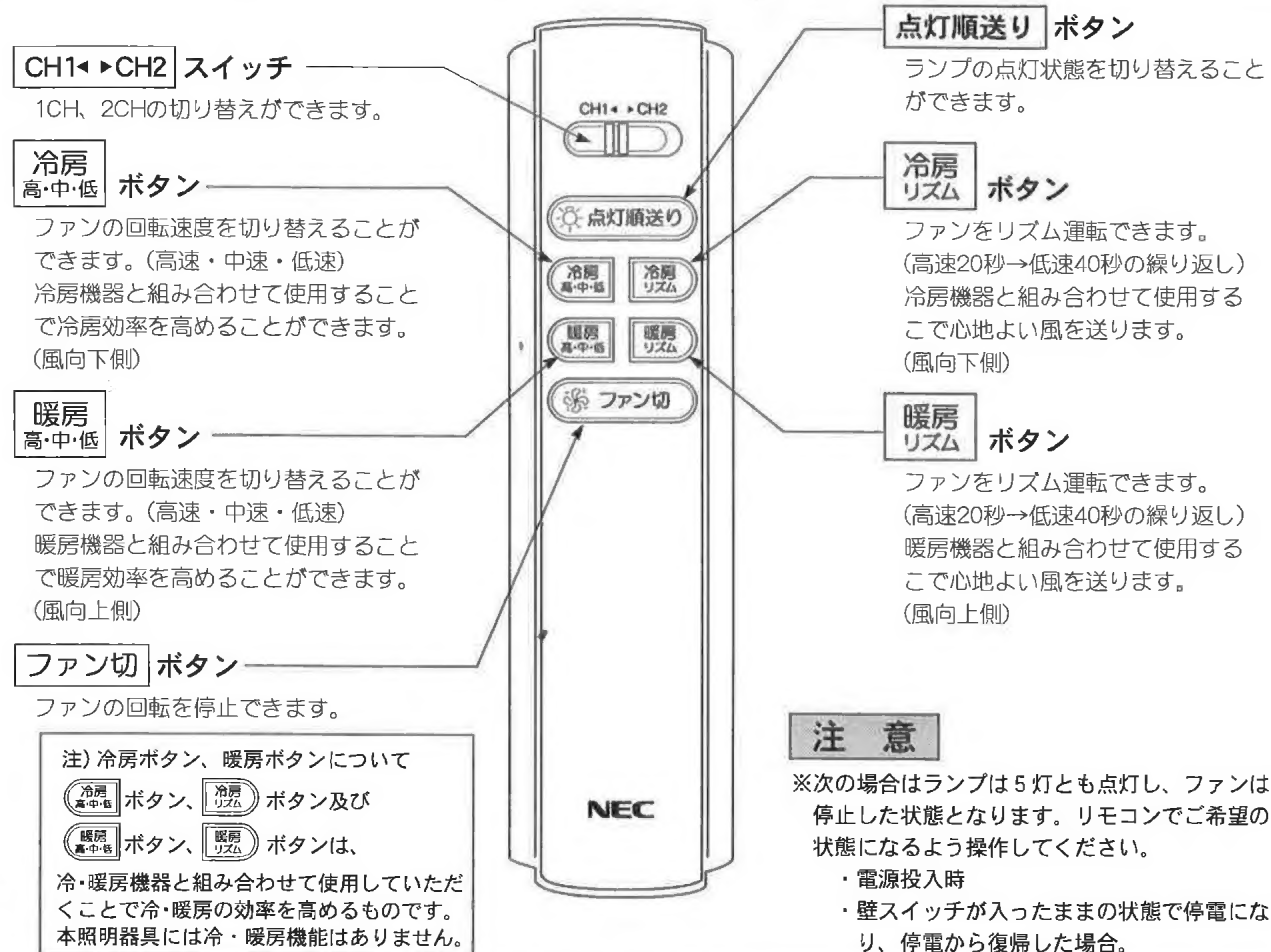 CH1◂ ▸CH2 スイッチ
1CH、2CHの切り替えができます。
冷房
高・中・低 ボタン
ファンの回転速度を切り替えることが
できます。(高速・中速・低速)
冷房機器と組み合わせて使用すること
で冷房効率を高めることができます。
(風向下側)
暖房
高・中・低 ボタン
ファンの回転速度を切り替えることが
できます。(高速・中速・低速)
暖房機器と組み合わせて使用すること
で暖房効率を高めることができます。
(風向上側)
ファン切 ボタン
ファンの回転を停止できます。
注) 冷房ボタン、暖房ボタンについて
冷房 高・中・低 ボタン、冷房 リズム ボタン及び
暖房 高・中・低 ボタン、暖房 リズム ボタンは、
冷・暖房機器と組み合わせて使用していただ
くことで冷・暖房の効率を高めるものです。
本照明器具には冷・暖房機能はありません。
CH1◂ ▸CH2
点灯順送り
冷房
高・中・低
冷房
リズム
暖房
高・中・低
暖房
リズム
ファン切
NEC
点灯順送り ボタン
ランプの点灯状態を切り替えること
ができます。
冷房
リズム ボタン
ファンをリズム運転できます。
(高速20秒→低速40秒の繰り返し)
冷房機器と組み合わせて使用する
こで心地よい風を送ります。
(風向下側)
暖房
リズム ボタン
ファンをリズム運転できます。
(高速20秒→低速40秒の繰り返し)
暖房機器と組み合わせて使用する
こで心地よい風を送ります。
(風向上側)
注 意
※次の場合はランプは5灯とも点灯し、ファンは
停止した状態となります。リモコンでご希望の
状態になるよう操作してください。
・電源投入時
・壁スイッチが入ったままの状態で停電にな
り、停電から復帰した場合。